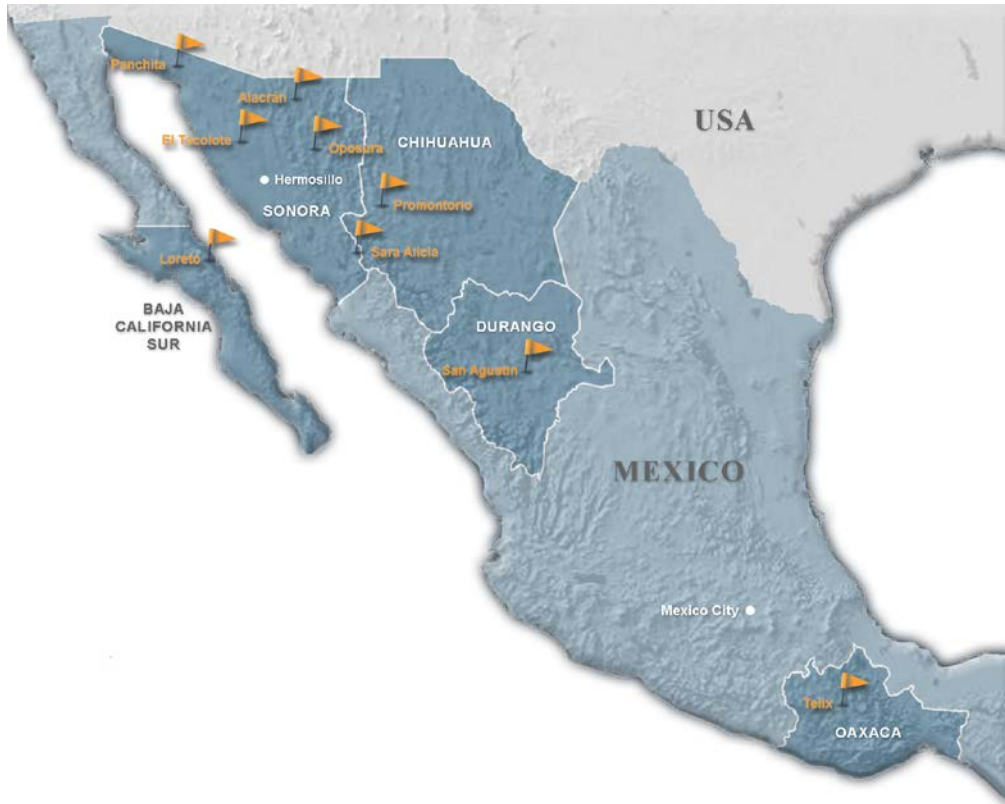 Panchita
Alacrán
USA
El Tecolote
Oposura
CHIHUAHUA
Hermosillo
Promontorio
SONORA
Sara Alicia
Loreto
BAJA
CALIFORNIA
SUR
DURANGO
San Agustin
MEXICO
Mexico City
Telix
OAXACA